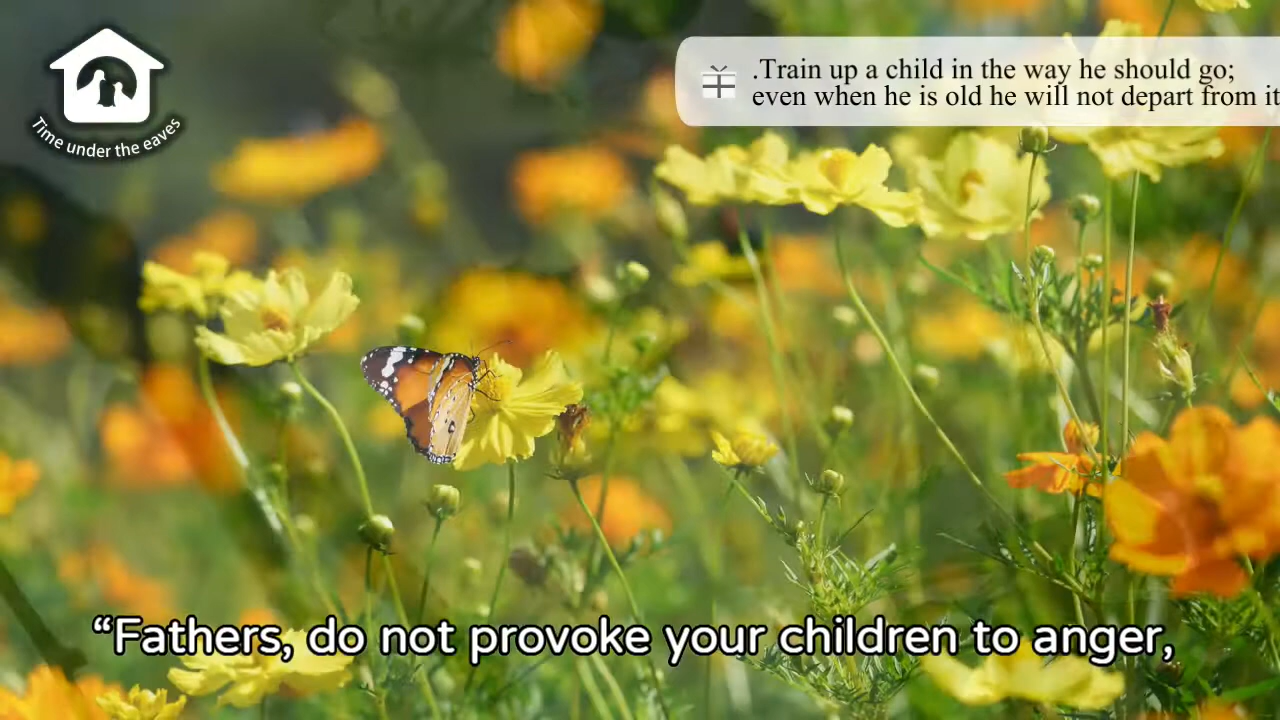 Time under the eaves
.Train up a child in the way he should go;
even when he is old he will not depart from it
“Fathers, do not provoke your children to anger,